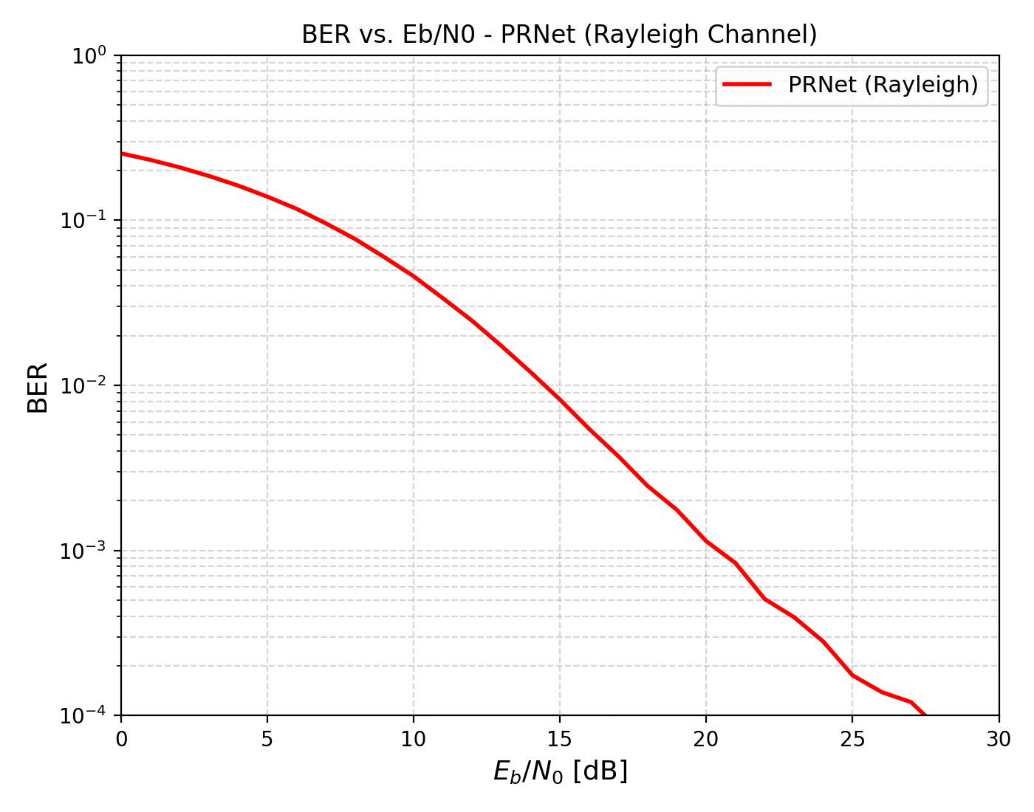 BER vs. Eb/N0 - PRNet (Rayleigh Channel)
PRNet (Rayleigh)
BER
10⁰
10⁻¹
10⁻²
10⁻³
10⁻⁴
0 5 10 15 20 25 30
E_b/N_0 [dB]